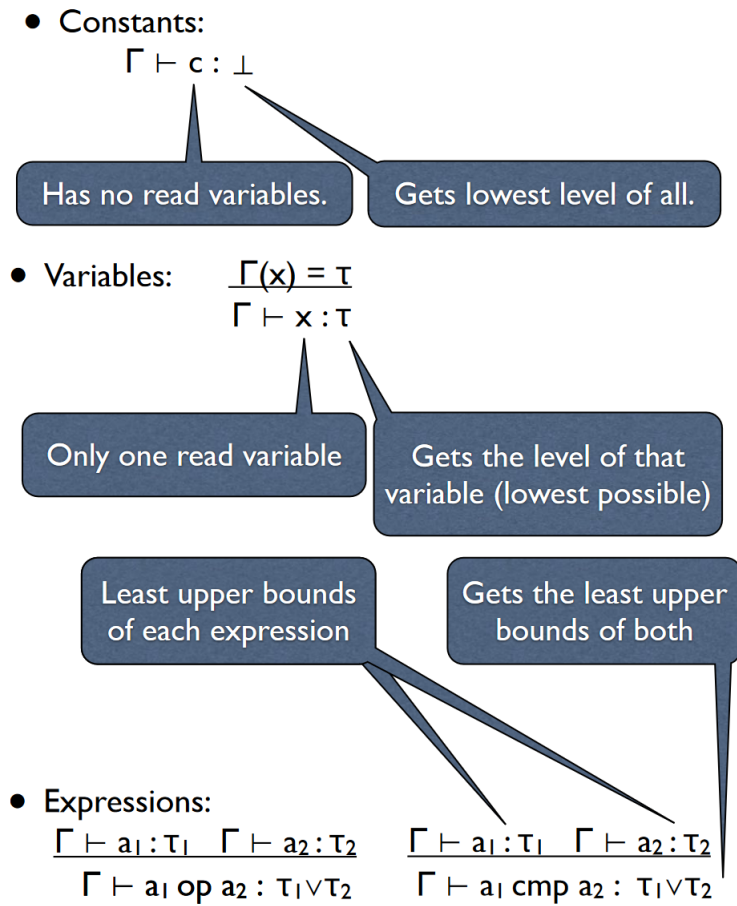 • Constants:
Γ ⊢ c : ⊥
Has no read variables.
Gets lowest level of all.
• Variables:
Γ(x) = τ
Γ ⊢ x : τ
Only one read variable
Gets the level of that
variable (lowest possible)
Least upper bounds
of each expression
Gets the least upper
bounds of both
• Expressions:
Γ ⊢ a₁ : τ₁ Γ ⊢ a₂ : τ₂
Γ ⊢ a₁ op a₂ : τ₁∨τ₂
Γ ⊢ a₁ : τ₁ Γ ⊢ a₂ : τ₂
Γ ⊢ a₁ cmp a₂ : τ₁∨τ₂